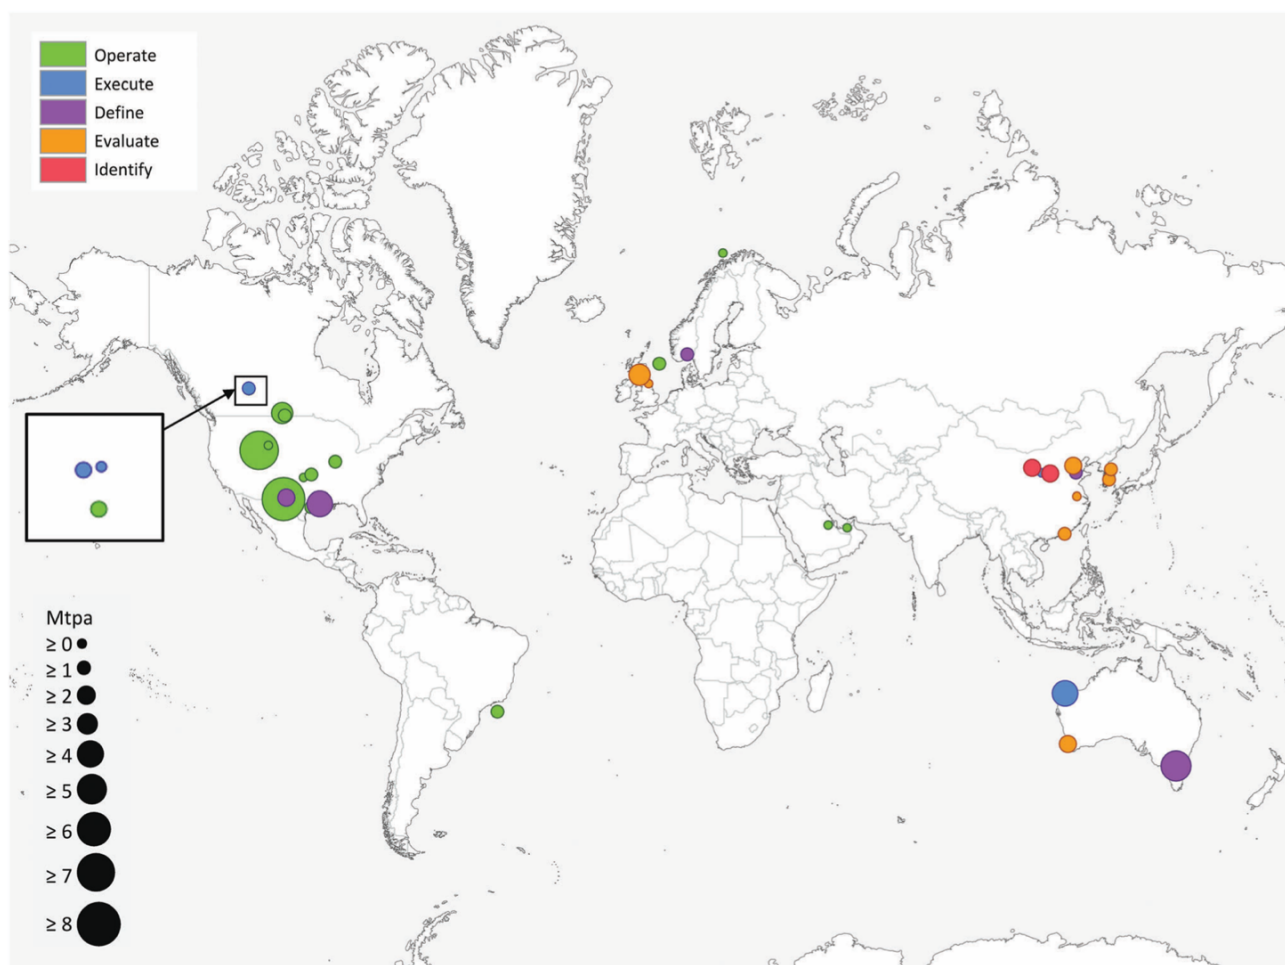 Operate
Execute
Define
Evaluate
Identify
Mtpa
≥ 0
≥ 1
≥ 2
≥ 3
≥ 4
≥ 5
≥ 6
≥ 7
≥ 8